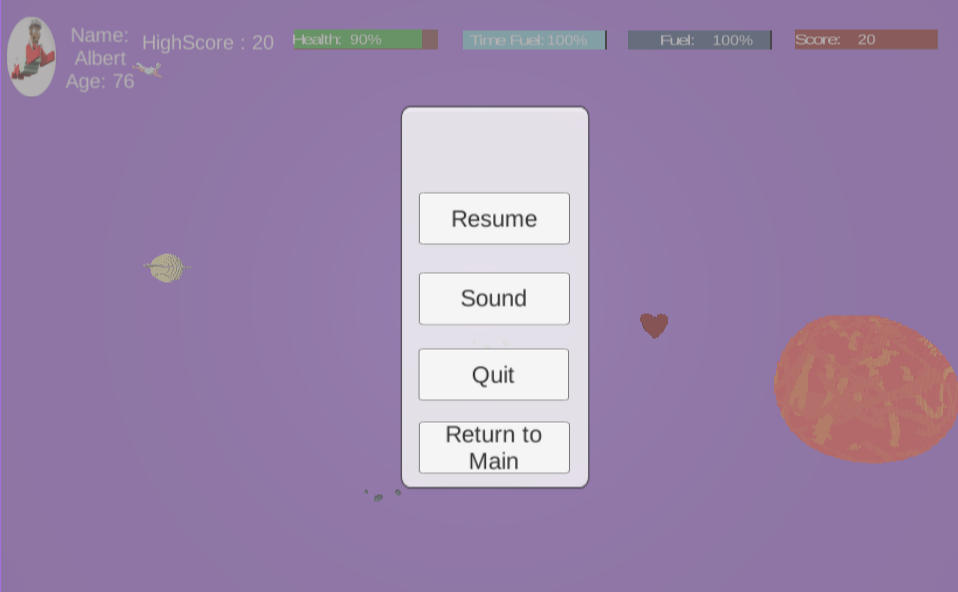 Name:
Albert
Age: 76
HighScore : 20
Health: 90%
Time Fuel: 100%
Fuel: 100%
Score: 20
Resume
Sound
Quit
Return to
Main